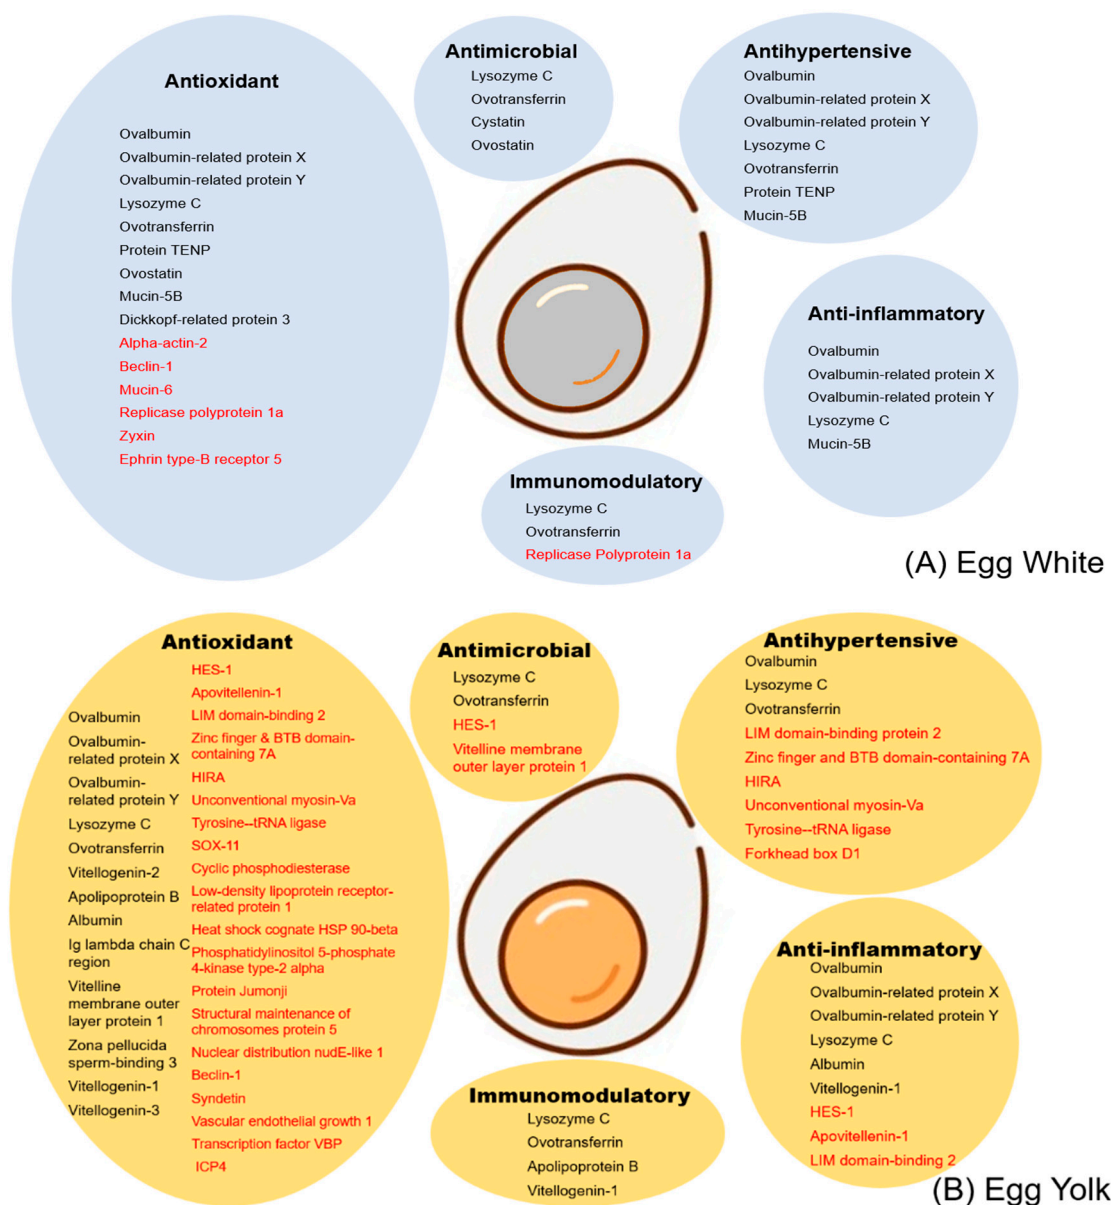 Antioxidant
Ovalbumin
Ovalbumin-related protein X
Ovalbumin-related protein Y
Lysozyme C
Ovotransferrin
Protein TENP
Ovostatin
Mucin-5B
Dickkopf-related protein 3
Alpha-actin-2
Beclin-1
Mucin-6
Replicase polyprotein 1a
Zyxin
Ephrin type-B receptor 5
Antimicrobial
Lysozyme C
Ovotransferrin
Cystatin
Ovostatin
Antihypertensive
Ovalbumin
Ovalbumin-related protein X
Ovalbumin-related protein Y
Lysozyme C
Ovotransferrin
Protein TENP
Mucin-5B
Anti-inflammatory
Ovalbumin
Ovalbumin-related protein X
Ovalbumin-related protein Y
Lysozyme C
Mucin-5B
Immunomodulatory
Lysozyme C
Ovotransferrin
Replicase Polyprotein 1a
(A) Egg White
Antioxidant
Ovalbumin
Ovalbumin-
related protein X
Ovalbumin-
related protein Y
Lysozyme C
Ovotransferrin
Vitellogenin-2
Apolipoprotein B
Albumin
Ig lambda chain C
region
Vitelline
membrane outer
layer protein 1
Zona pellucida
sperm-binding 3
Vitellogenin-1
Vitellogenin-3
HES-1
Apovitellenin-1
LIM domain-binding 2
Zinc finger & BTB domain-
containing 7A
HIRA
Unconventional myosin-Va
Tyrosine--tRNA ligase
SOX-11
Cyclic phosphodiesterase
Low-density lipoprotein receptor-
related protein 1
Heat shock cognate HSP 90-beta
Phosphatidylinositol 5-phosphate
4-kinase type-2 alpha
Protein Jumonji
Structural maintenance of
chromosomes protein 5
Nuclear distribution nudE-like 1
Beclin-1
Syndetin
Vascular endothelial growth 1
Transcription factor VBP
ICP4
Antimicrobial
Lysozyme C
Ovotransferrin
HES-1
Vitelline membrane
outer layer protein 1
Antihypertensive
Ovalbumin
Lysozyme C
Ovotransferrin
LIM domain-binding protein 2
Zinc finger and BTB domain-containing 7A
HIRA
Unconventional myosin-Va
Tyrosine--tRNA ligase
Forkhead box D1
Anti-inflammatory
Ovalbumin
Ovalbumin-related protein X
Ovalbumin-related protein Y
Lysozyme C
Albumin
Vitellogenin-1
HES-1
Apovitellenin-1
LIM domain-binding 2
Immunomodulatory
Lysozyme C
Ovotransferrin
Apolipoprotein B
Vitellogenin-1
(B) Egg Yolk